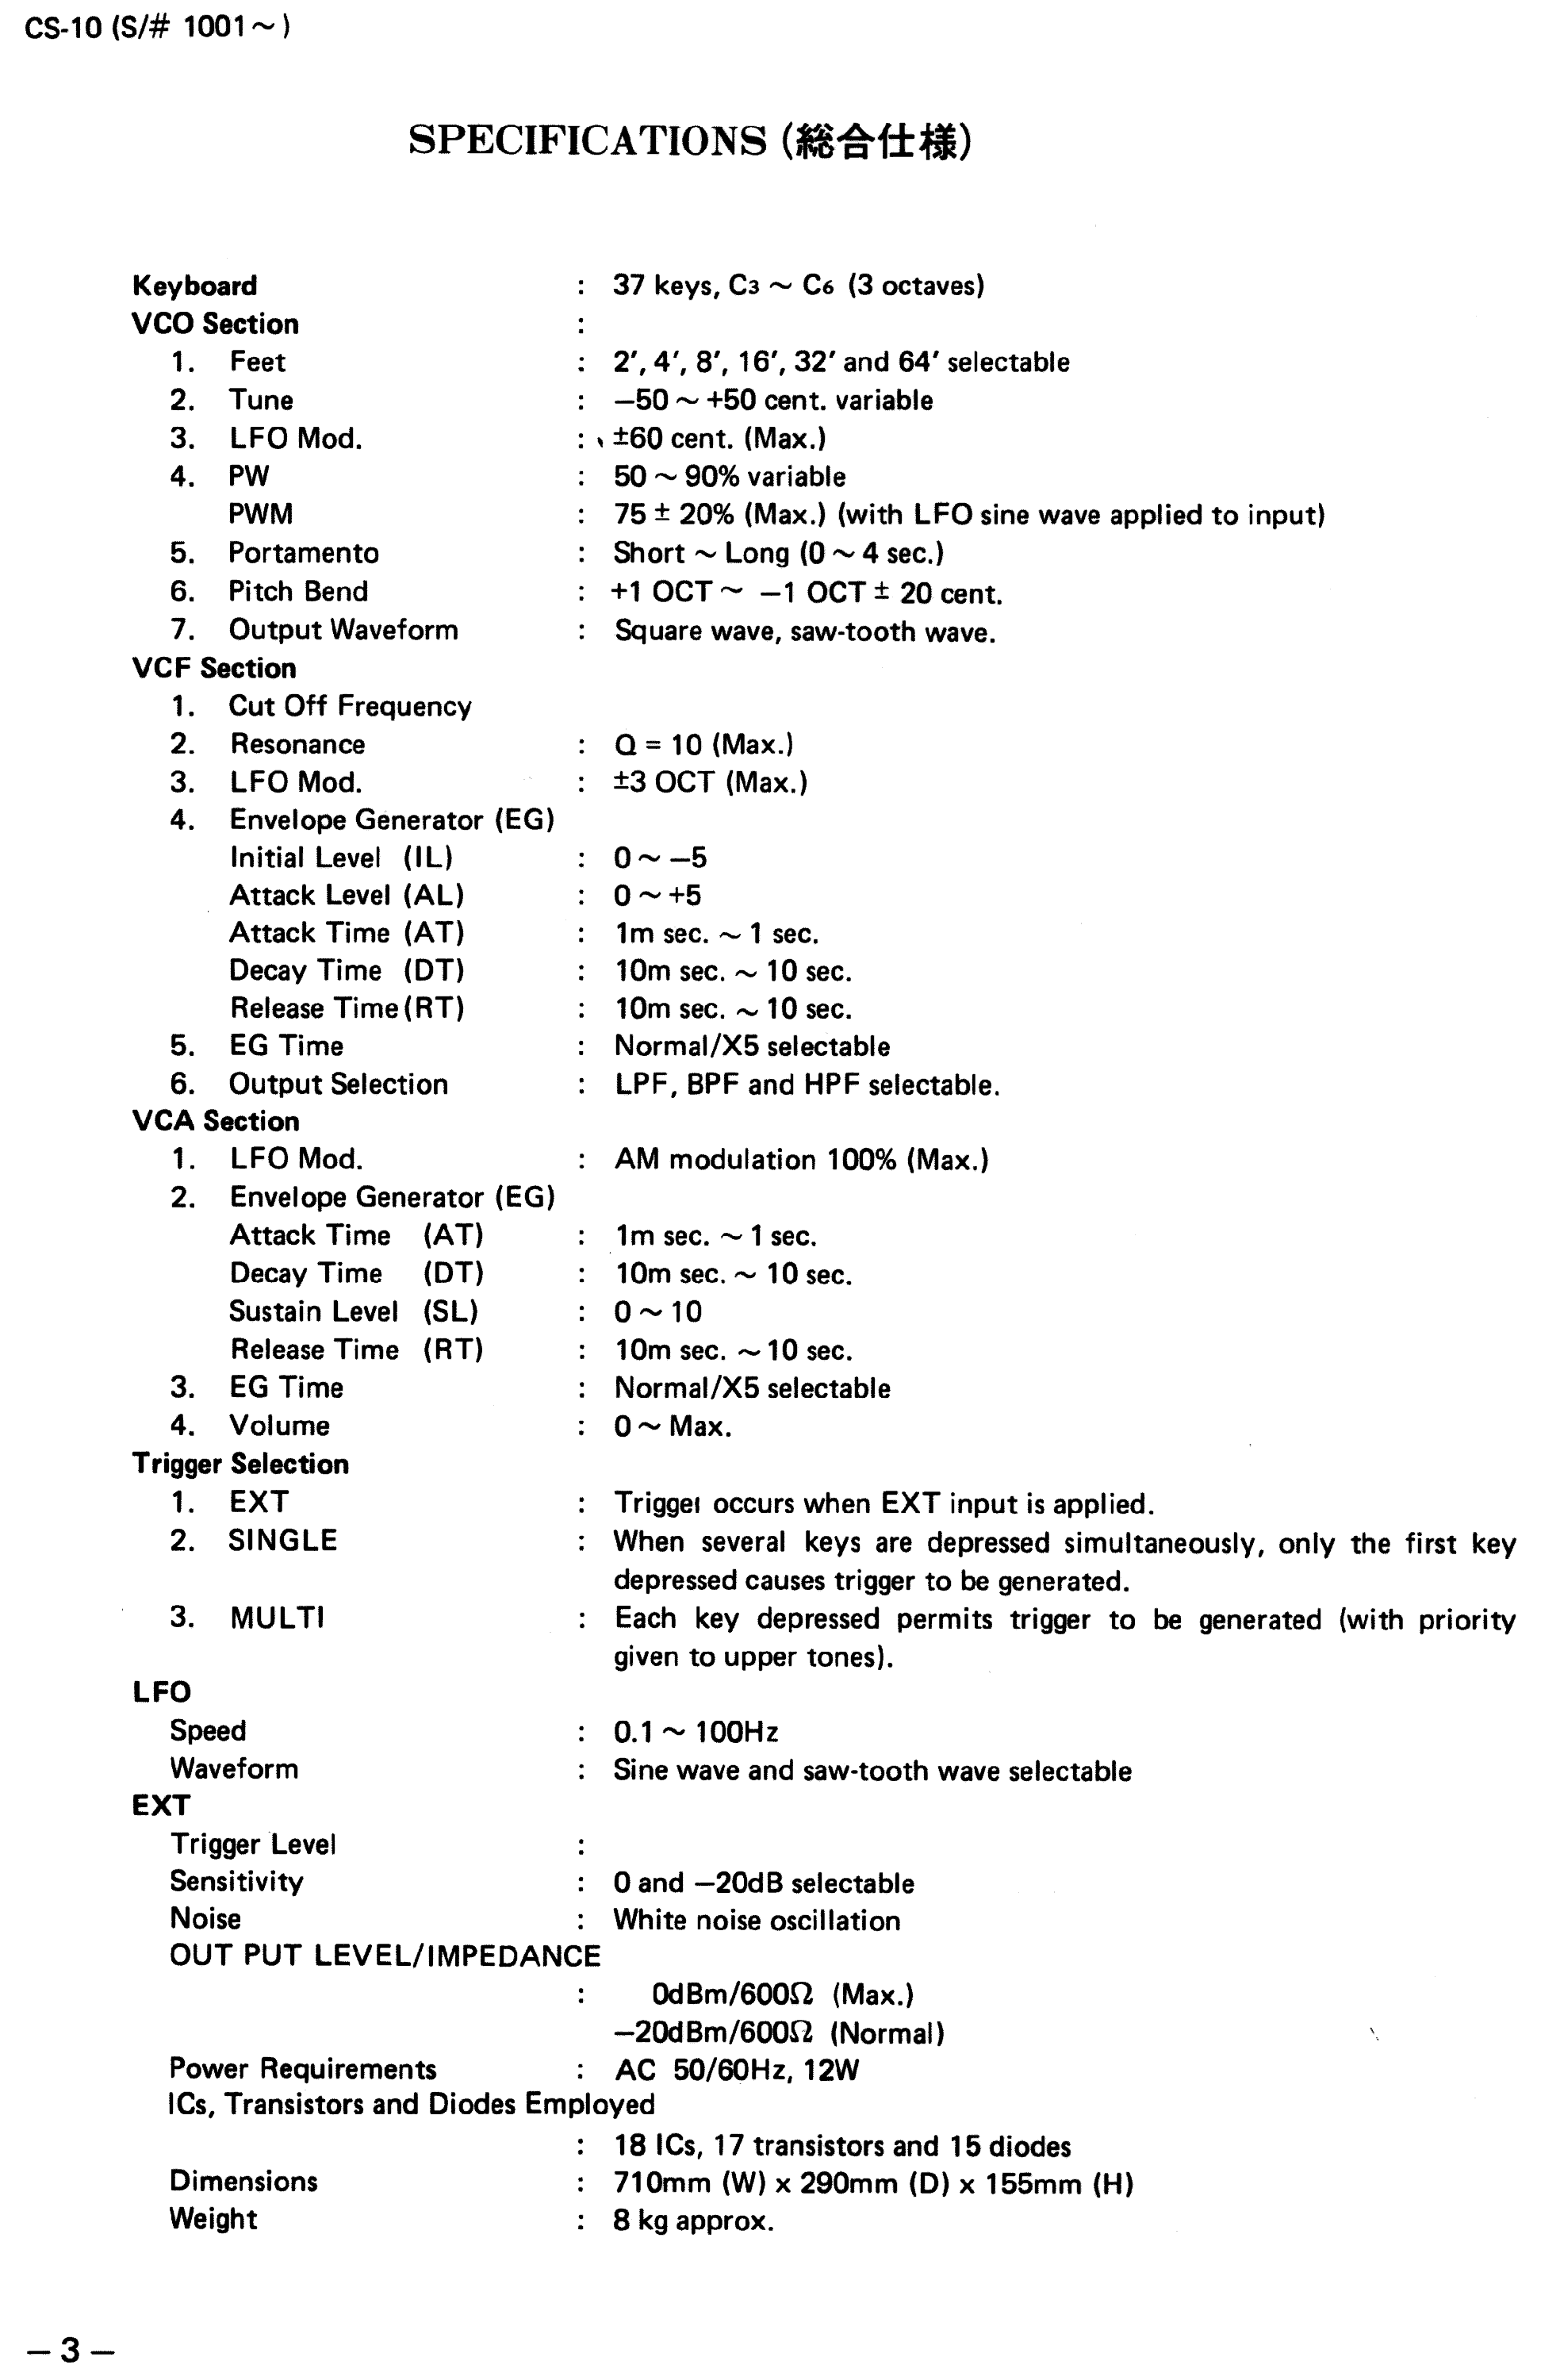 CS-10 (S/# 1001～)
SPECIFICATIONS (総合仕様)
Keyboard : 37 keys, C3 ～ C6 (3 octaves)
VCO Section :
1. Feet : 2′, 4′, 8′, 16′, 32′ and 64′ selectable
2. Tune : −50 ～ +50 cent. variable
3. LFO Mod. : ±60 cent. (Max.)
4. PW : 50 ～ 90% variable
PWM : 75 ± 20% (Max.) (with LFO sine wave applied to input)
5. Portamento : Short ～ Long (0 ～ 4 sec.)
6. Pitch Bend : +1 OCT ～ −1 OCT ± 20 cent.
7. Output Waveform : Square wave, saw-tooth wave.
VCF Section
1. Cut Off Frequency
2. Resonance : Q = 10 (Max.)
3. LFO Mod. : ±3 OCT (Max.)
4. Envelope Generator (EG)
Initial Level (IL) : 0 ～ −5
Attack Level (AL) : 0 ～ +5
Attack Time (AT) : 1m sec. ～ 1 sec.
Decay Time (DT) : 10m sec. ～ 10 sec.
Release Time (RT) : 10m sec. ～ 10 sec.
5. EG Time : Normal/X5 selectable
6. Output Selection : LPF, BPF and HPF selectable.
VCA Section
1. LFO Mod. : AM modulation 100% (Max.)
2. Envelope Generator (EG)
Attack Time (AT) : 1m sec. ～ 1 sec.
Decay Time (DT) : 10m sec. ～ 10 sec.
Sustain Level (SL) : 0 ～ 10
Release Time (RT) : 10m sec. ～ 10 sec.
3. EG Time : Normal/X5 selectable
4. Volume : 0 ～ Max.
Trigger Selection
1. EXT : Trigger occurs when EXT input is applied.
2. SINGLE : When several keys are depressed simultaneously, only the first key
depressed causes trigger to be generated.
3. MULTI : Each key depressed permits trigger to be generated (with priority
given to upper tones).
LFO
Speed : 0.1 ～ 100Hz
Waveform : Sine wave and saw-tooth wave selectable
EXT
Trigger Level :
Sensitivity : 0 and −20dB selectable
Noise : White noise oscillation
OUT PUT LEVEL/IMPEDANCE
: 0dBm/600Ω (Max.)
−20dBm/600Ω (Normal)
Power Requirements : AC 50/60Hz, 12W
ICs, Transistors and Diodes Employed
: 18 ICs, 17 transistors and 15 diodes
Dimensions : 710mm (W) x 290mm (D) x 155mm (H)
Weight : 8 kg approx.
− 3 −